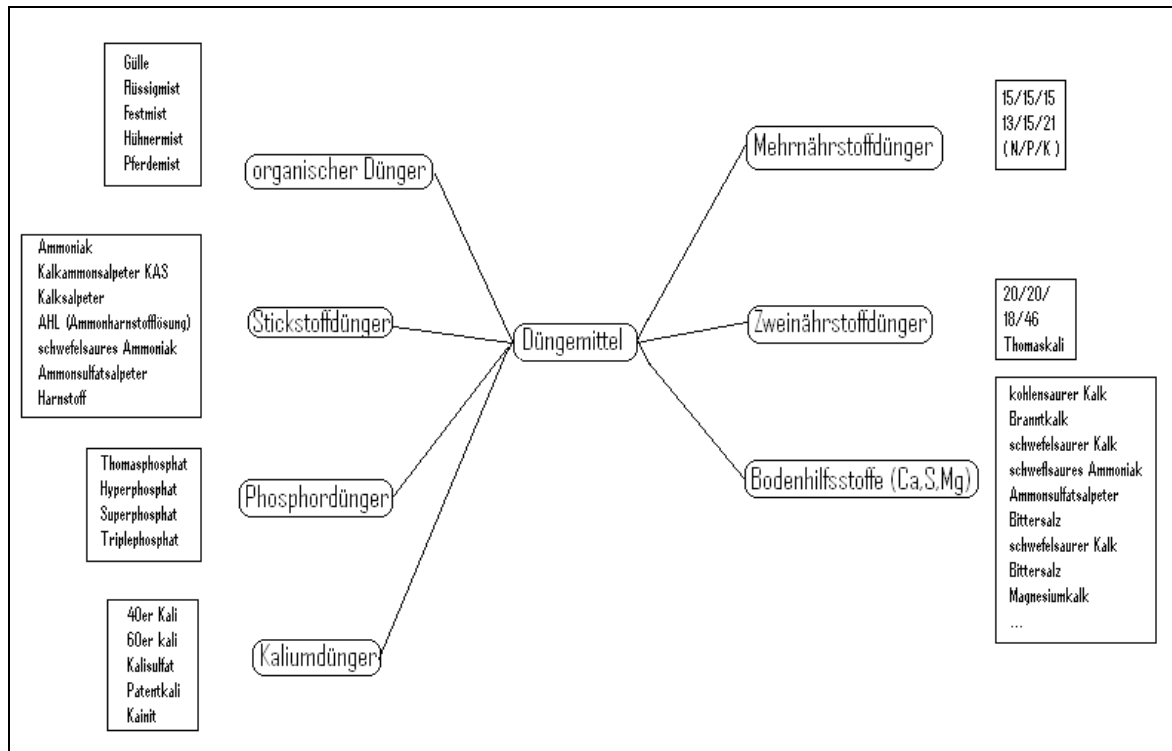 Gülle
Flüssigmist
Festmist
Hühnermist
Pferdemist
organischer Dünger
Ammoniak
Kalkammonsalpeter KAS
Kalksalpeter
AHL (Ammonharnstofflösung)
schwefelsaures Ammoniak
Ammonsulfatsalpeter
Harnstoff
Stickstoffdünger
Thomasphosphat
Hyperphosphat
Superphosphat
Triplephosphat
Phosphordünger
40er Kali
60er kali
Kalisulfat
Patentkali
Kainit
Kaliumdünger
Düngemittel
Mehrnährstoffdünger
15/15/15
13/15/21
(N/P/K)
Zweinährstoffdünger
20/20/
18/46
Thomaskali
Bodenhilfsstoffe (Ca,S,Mg)
kohlensaurer Kalk
Branntkalk
schwefelsaurer Kalk
schweflsaures Ammoniak
Ammonsulfatsalpeter
Bittersalz
schwefelsaurer Kalk
Bittersalz
Magnesiumkalk
...